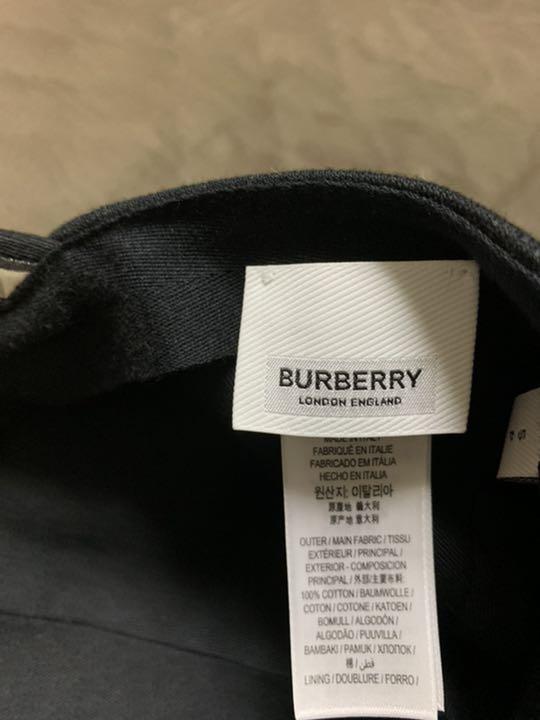 BURBERRY
LONDON ENGLAND
MADE IN ITALY
FABRIQUÉ EN ITALIE
FABRICADO EM ITÁLIA
HECHO EN ITALIA
원산지: 이탈리아
原產地 義大利
原产地 意大利
OUTER / MAIN FABRIC / TISSU
EXTÉRIEUR / PRINCIPAL /
EXTERIOR - COMPOSICION
PRINCIPAL / 外部/主要布料:
100% COTTON / BAUMWOLLE /
COTON / COTONE / KATOEN /
BOMULL / ALGODÓN /
ALGODÃO / PUUVILLA /
BAMBAKI / PAMUK / ХЛОПОК /
棉 / قطن /
LINING / DOUBLURE / FORRO /